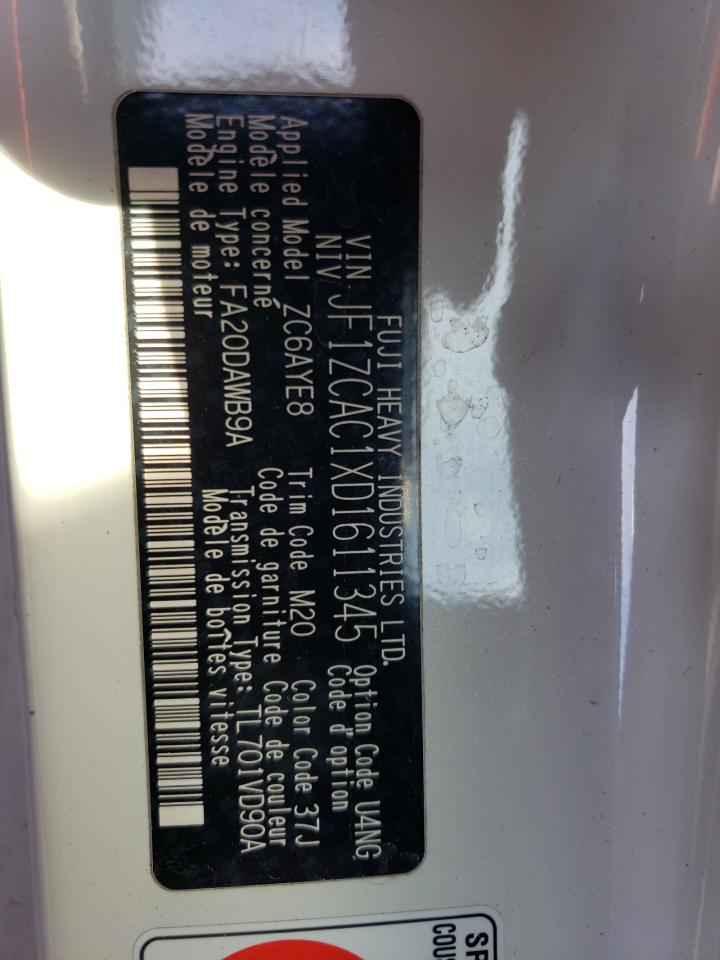 FUJI HEAVY INDUSTRIES LTD.
VIN JF1ZCAC1XD1611345 Option Code U4NG
NIV Code d'option
Applied Model ZC6AYE8 Trim Code M20 Color Code 37J
Modèle concerné Code de garniture Code de couleur
Engine Type: FA20DAWB9A Transmission Type: TL701VD90A
Modèle de moteur Modèle de boîtes vitesse